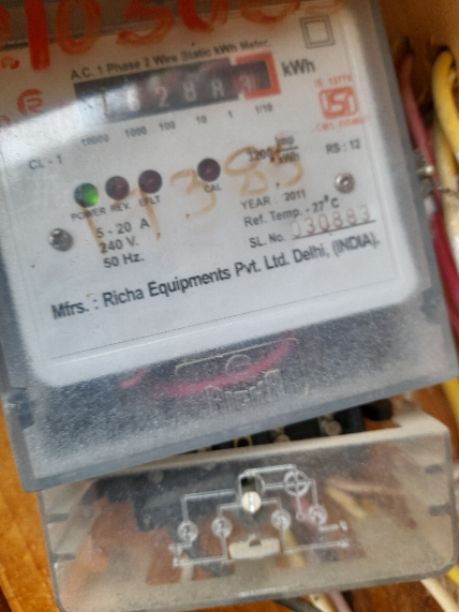 A.C. 1 Phase 2 Wire Static kWh Meter
kWh
10000 1000 100 10 1 1/10
CL - 1
3200 imp/kWh
RS : 12
POWER REV. E/LT CAL
5 - 20 A
240 V.
50 Hz.
YEAR : 2011
Ref. Temp. - 27°C
SL. No. 030883
Mfrs. : Richa Equipments Pvt. Ltd. Delhi, (INDIA).